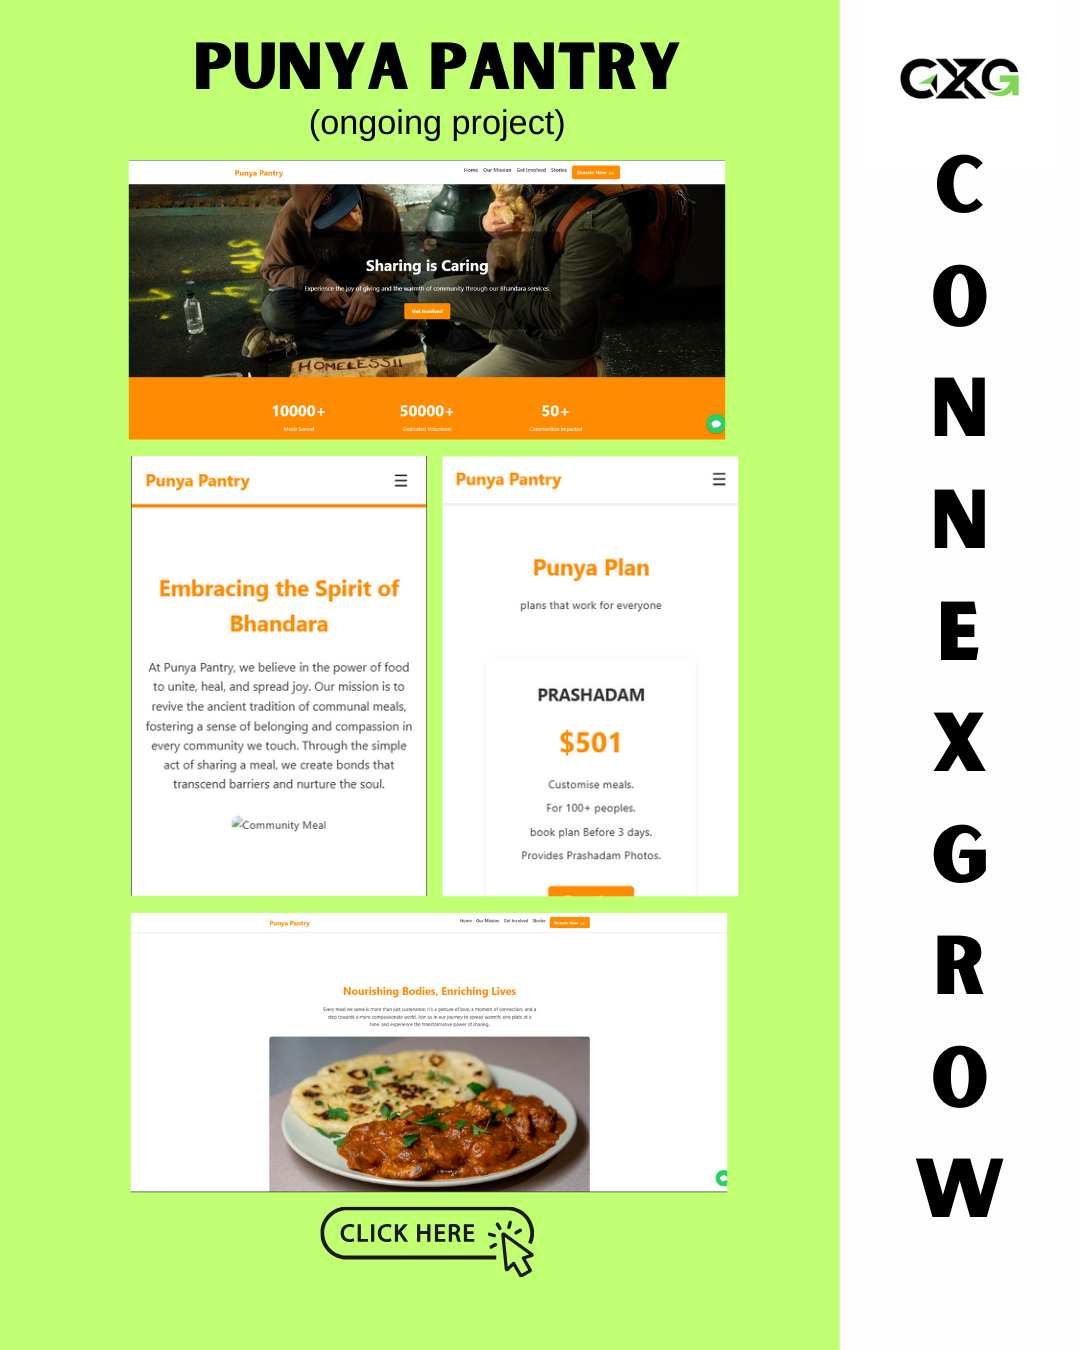 PUNYA PANTRY
(ongoing project)
Punya Pantry
Home Our Mission Get Involved Stories Donate Now
Sharing is Caring
Experience the joy of giving and the warmth of community through our Bhandara services.
Get Involved
HOMELESS!!
10000+ 50000+ 50+
Meals Served Dedicated Volunteers Communities Impacted
Punya Pantry
Embracing the Spirit of
Bhandara
At Punya Pantry, we believe in the power of food
to unite, heal, and spread joy. Our mission is to
revive the ancient tradition of communal meals,
fostering a sense of belonging and compassion in
every community we touch. Through the simple
act of sharing a meal, we create bonds that
transcend barriers and nurture the soul.
Community Meal
Punya Pantry
Punya Plan
plans that work for everyone
PRASHADAM
$501
Customise meals.
For 100+ peoples.
book plan Before 3 days.
Provides Prashadam Photos.
Punya Pantry
Home Our Mission Get Involved Stories Donate Now
Nourishing Bodies, Enriching Lives
Every meal we serve is more than just sustenance; it's a gesture of love, a moment of connection, and a
step towards a more compassionate world. Join us in our journey to spread warmth, one plate at a
time, and experience the transformative power of sharing.
CLICK HERE
CXG
C
O
N
N
E
X
G
R
O
W